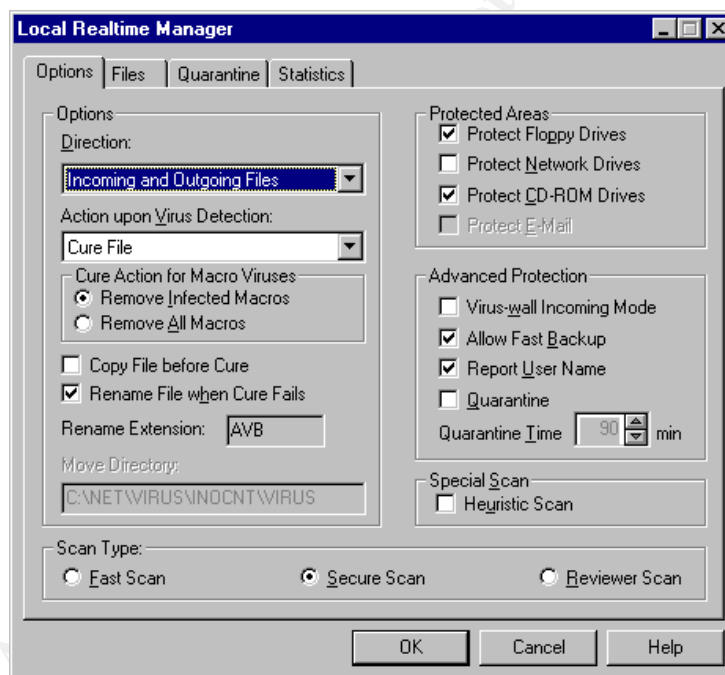 Local Realtime Manager
Options Files Quarantine Statistics
Options
Direction:
Incoming and Outgoing Files
Action upon Virus Detection:
Cure File
Cure Action for Macro Viruses
Remove Infected Macros
Remove All Macros
Copy File before Cure
Rename File when Cure Fails
Rename Extension: AVB
Move Directory:
C:\NET\VIRUS\INOCNT\VIRUS
Protected Areas
Protect Floppy Drives
Protect Network Drives
Protect CD-ROM Drives
Protect E-Mail
Advanced Protection
Virus-wall Incoming Mode
Allow Fast Backup
Report User Name
Quarantine
Quarantine Time 90 min
Special Scan
Heuristic Scan
Scan Type:
Fast Scan Secure Scan Reviewer Scan
OK Cancel Help